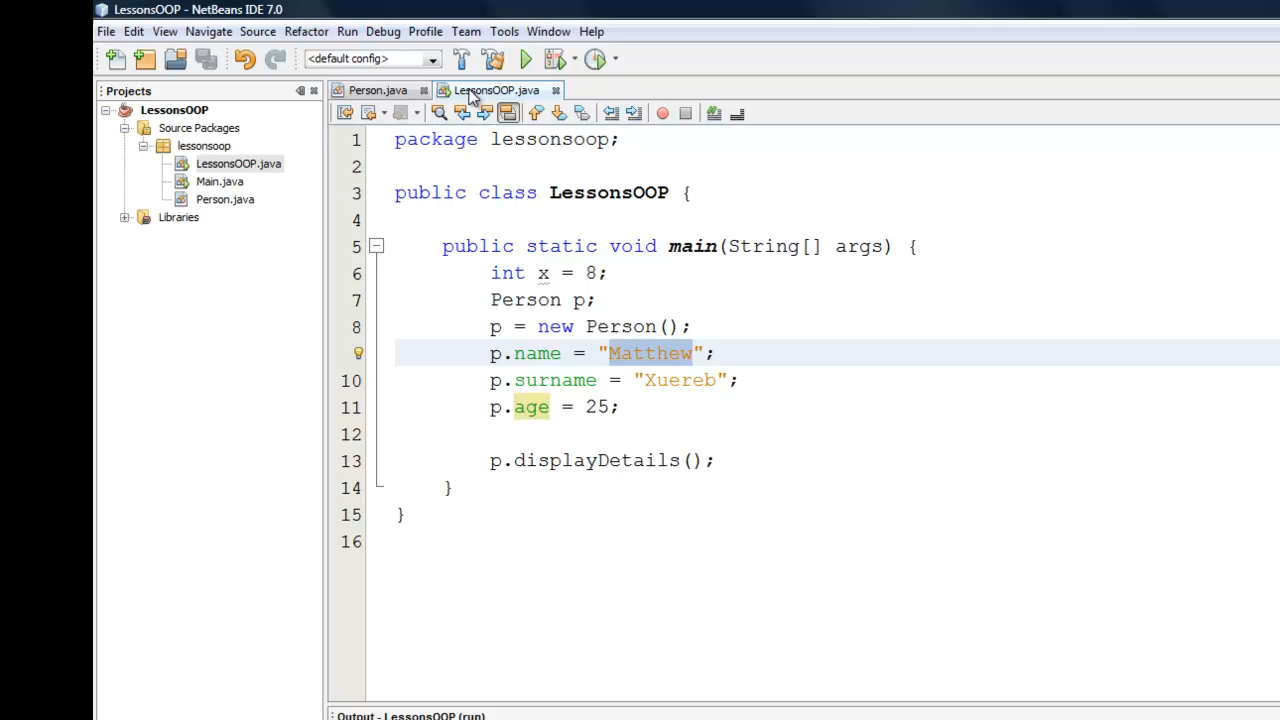 LessonsOOP - NetBeans IDE 7.0
File Edit View Navigate Source Refactor Run Debug Profile Team Tools Window Help
<default config>
Projects
LessonsOOP
Source Packages
lessonsoop
LessonsOOP.java
Main.java
Person.java
Libraries
Person.java LessonsOOP.java
1 package lessonsoop;
2
3 public class LessonsOOP {
4
5 public static void main(String[] args) {
6 int x = 8;
7 Person p;
8 p = new Person();
p.name = "Matthew";
10 p.surname = "Xuereb";
11 p.age = 25;
12
13 p.displayDetails();
14 }
15 }
16
Output - LessonsOOP (run)